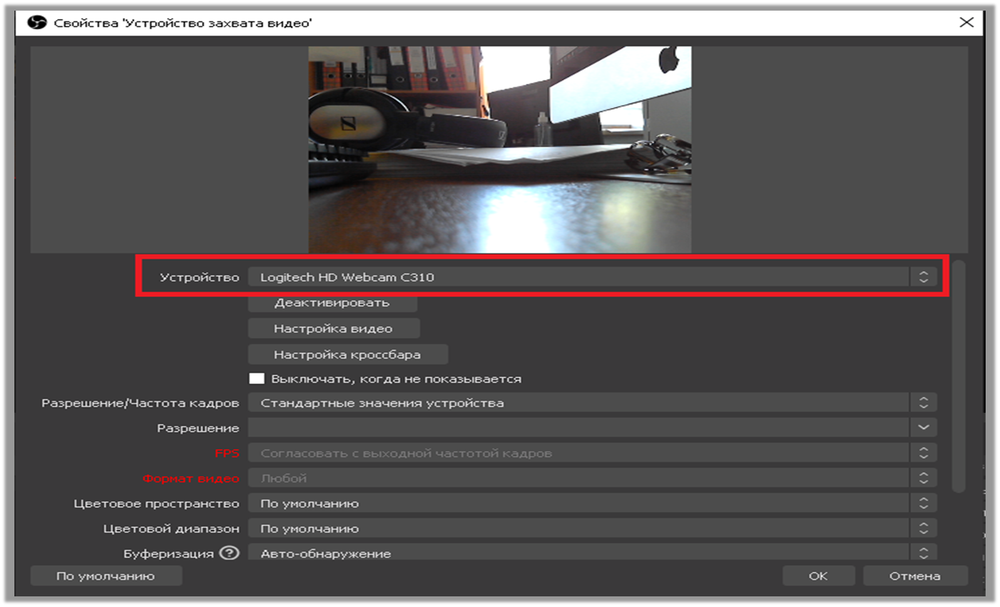 Свойства 'Устройство захвата видео'
Устройство Logitech HD Webcam C310
Деактивировать
Настройка видео
Настройка кроссбара
Выключать, когда не показывается
Разрешение/Частота кадров Стандартные значения устройства
Разрешение
FPS Согласовать с выходной частотой кадров
Формат видео Любой
Цветовое пространство По умолчанию
Цветовой диапазон По умолчанию
Буферизация ? Авто-обнаружение
По умолчанию OK Отмена